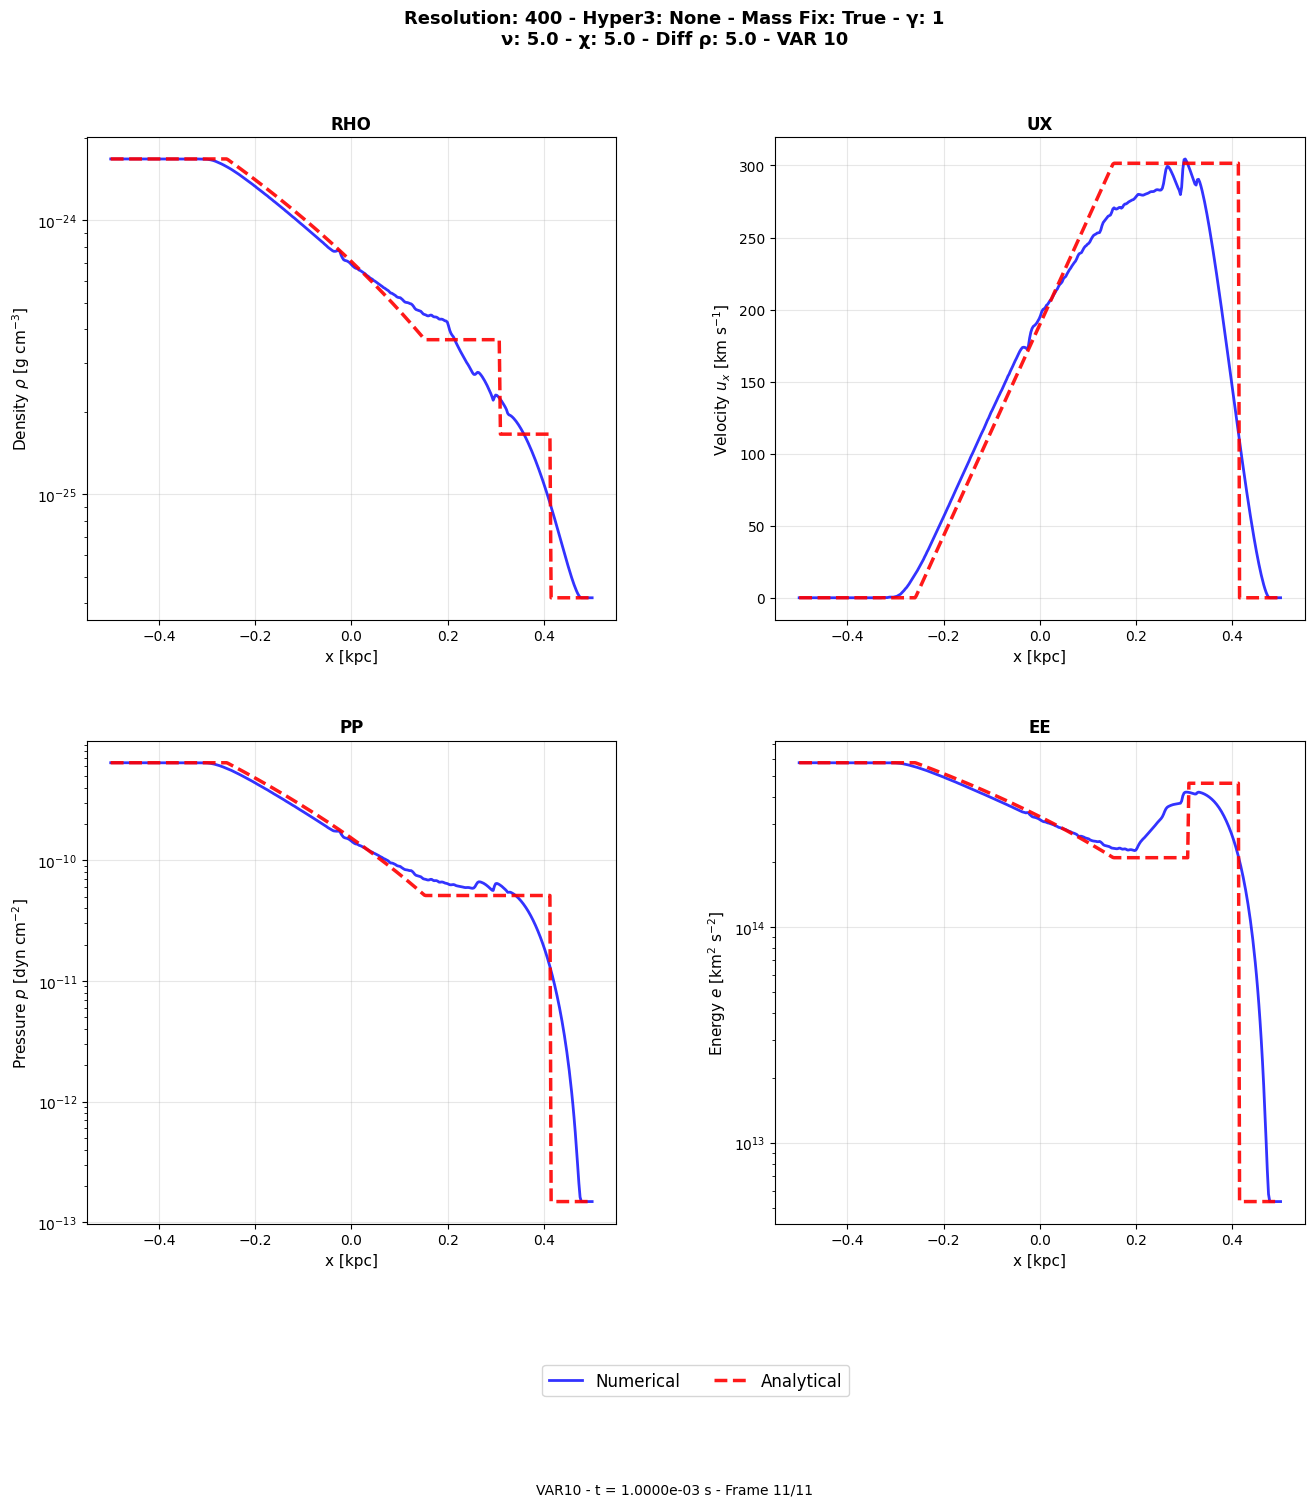 Resolution: 400 - Hyper3: None - Mass Fix: True - γ: 1
ν: 5.0 - χ: 5.0 - Diff ρ: 5.0 - VAR 10
RHO
Density ρ [g cm⁻³]
10⁻²⁴
10⁻²⁵
−0.4 −0.2 0.0 0.2 0.4
x [kpc]
UX
Velocity uₓ [km s⁻¹]
300
250
200
150
100
50
0
−0.4 −0.2 0.0 0.2 0.4
x [kpc]
PP
Pressure p [dyn cm⁻²]
10⁻¹⁰
10⁻¹¹
10⁻¹²
10⁻¹³
−0.4 −0.2 0.0 0.2 0.4
x [kpc]
EE
Energy e [km² s⁻²]
10¹⁴
10¹³
−0.4 −0.2 0.0 0.2 0.4
x [kpc]
Numerical Analytical
VAR10 - t = 1.0000e-03 s - Frame 11/11